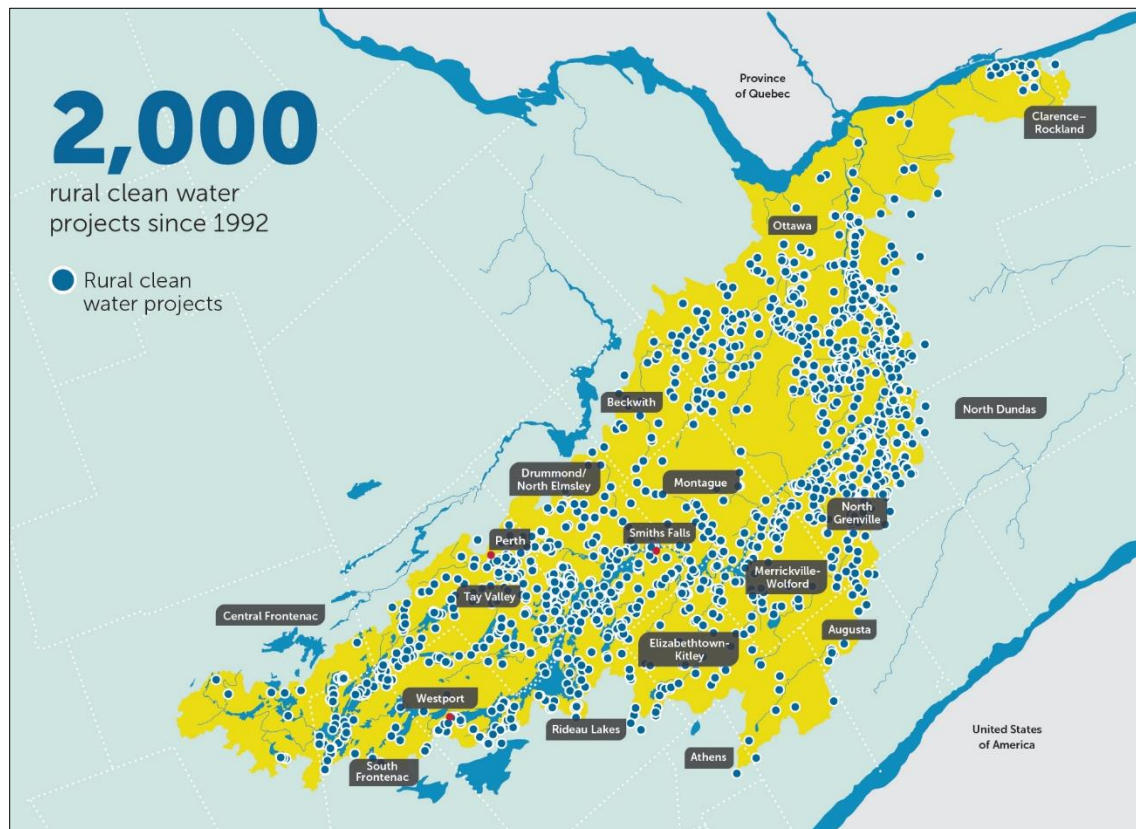 2,000
rural clean water
projects since 1992
Rural clean
water projects
Province
of Quebec
Clarence–
Rockland
Ottawa
Beckwith
North Dundas
Drummond/
North Elmsley
Montague
North
Grenville
Perth
Smiths Falls
Merrickville-
Wolford
Tay Valley
Central Frontenac
Augusta
Elizabethtown-
Kitley
Westport
Rideau Lakes
Athens
United States
of America
South
Frontenac